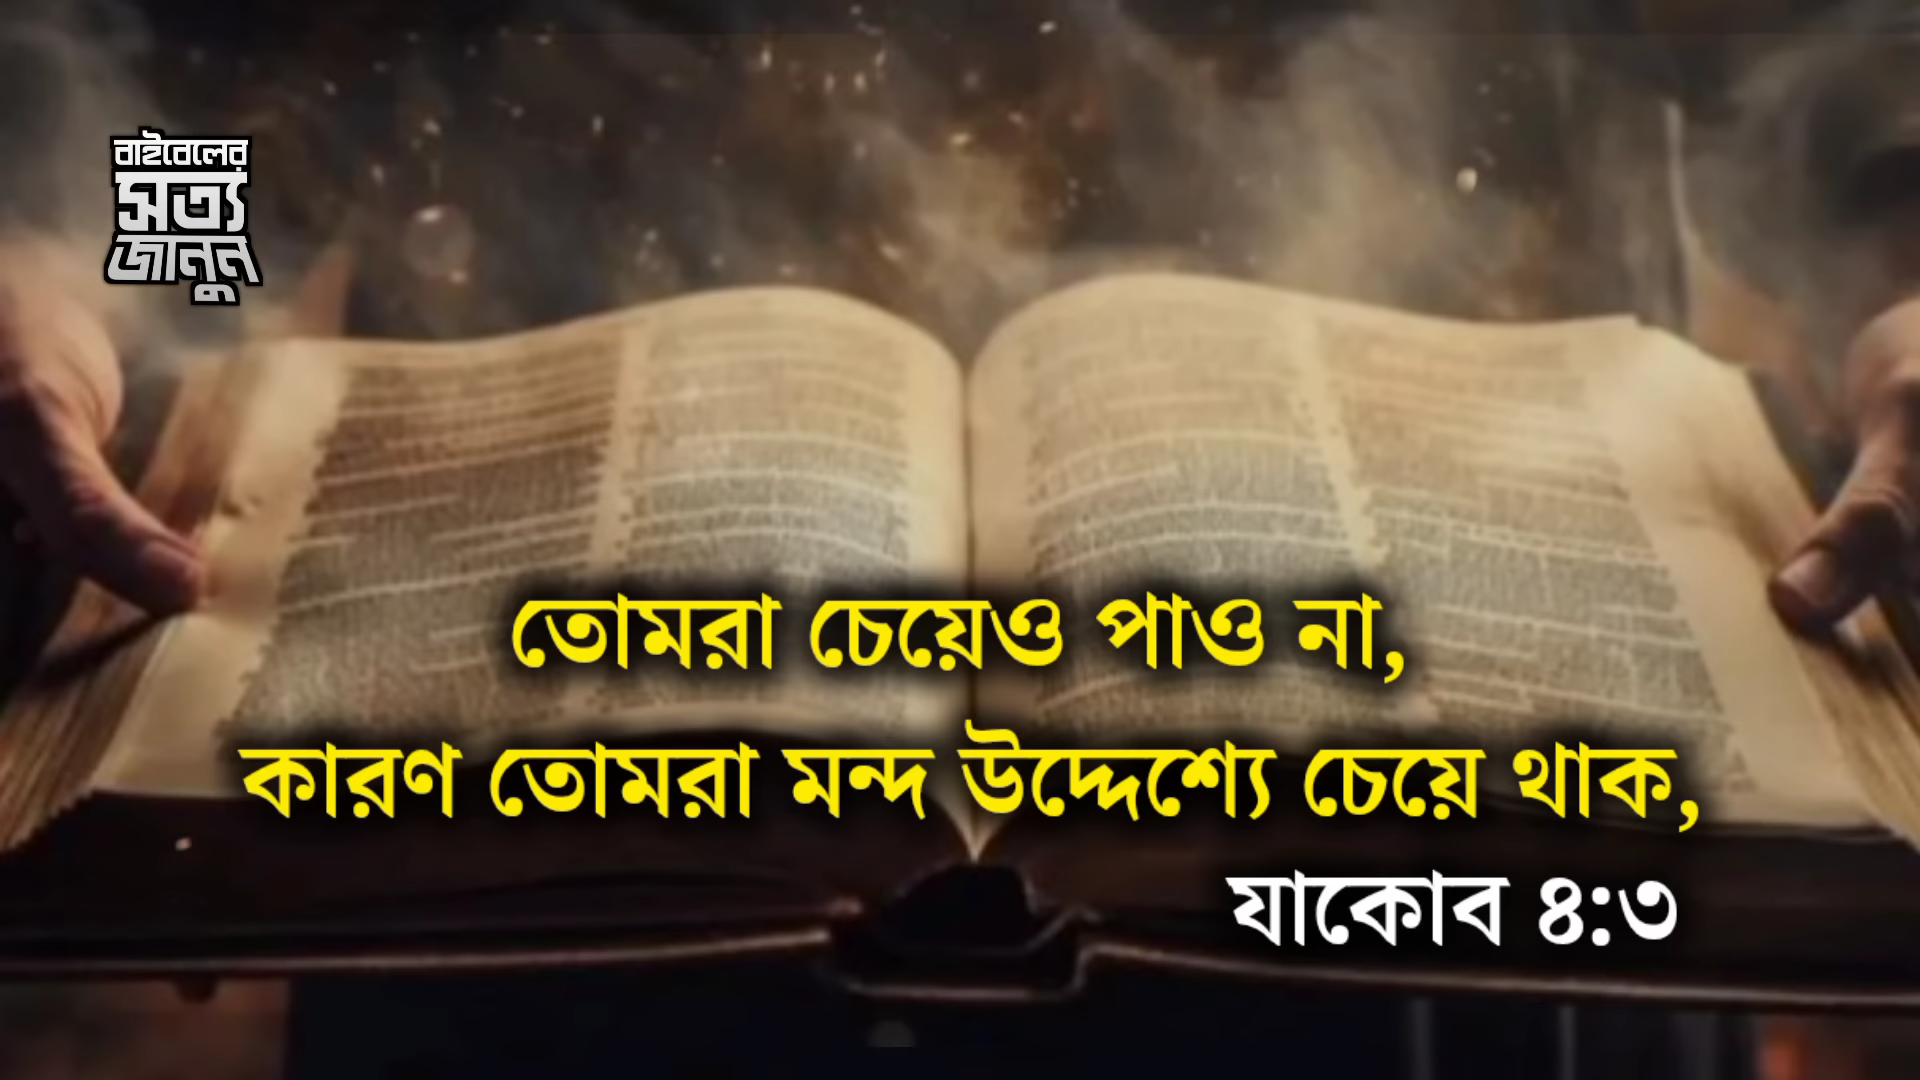 বাইবেলের
সত্য
জানুন
তোমরা চেয়েও পাও না,
কারণ তোমরা মন্দ উদ্দেশ্যে চেয়ে থাক,
যাকোব ৪:৩